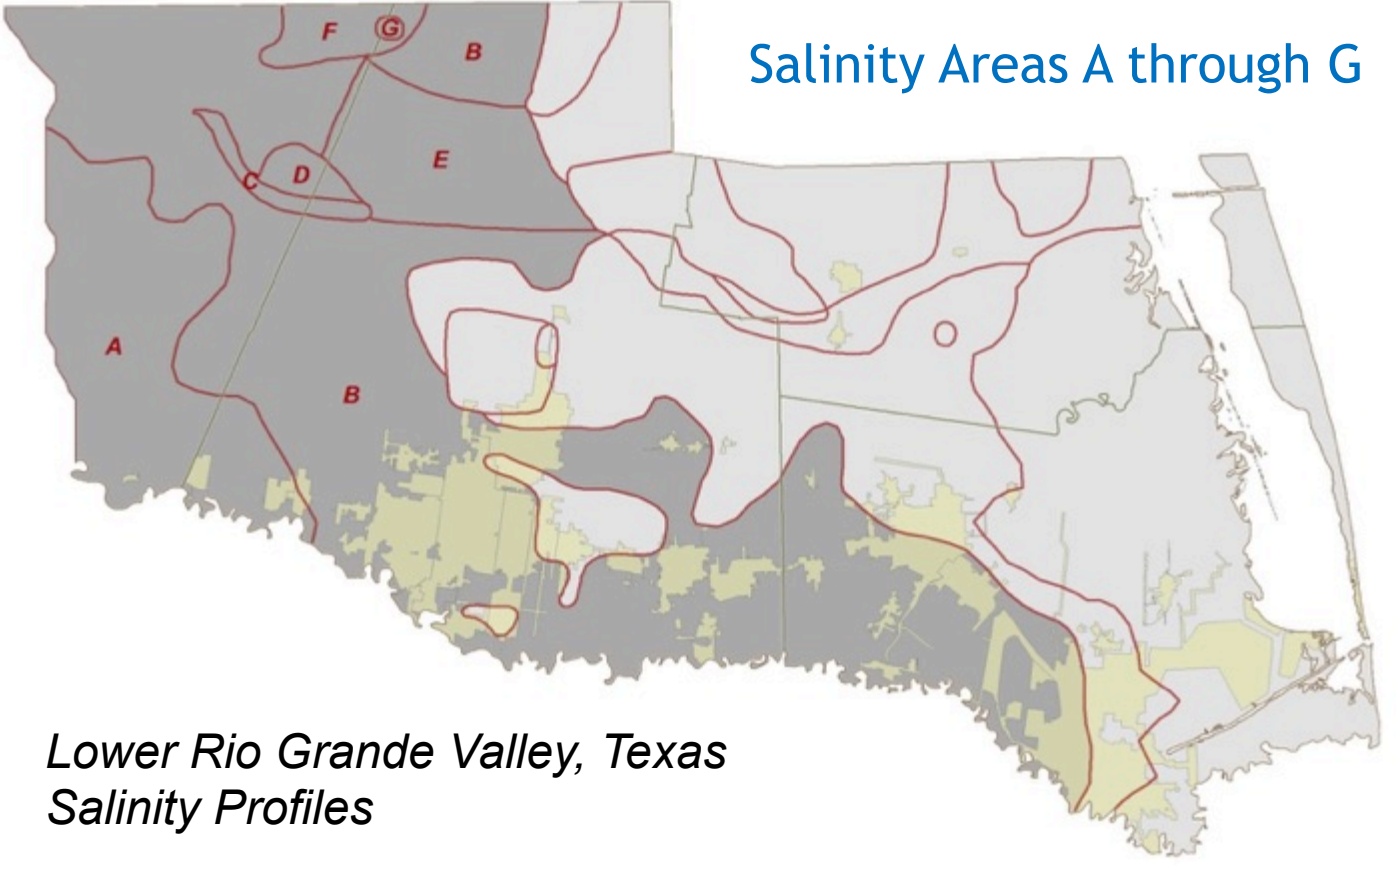 Salinity Areas A through G
F
G
B
E
D
C
A
B
Lower Rio Grande Valley, Texas
Salinity Profiles